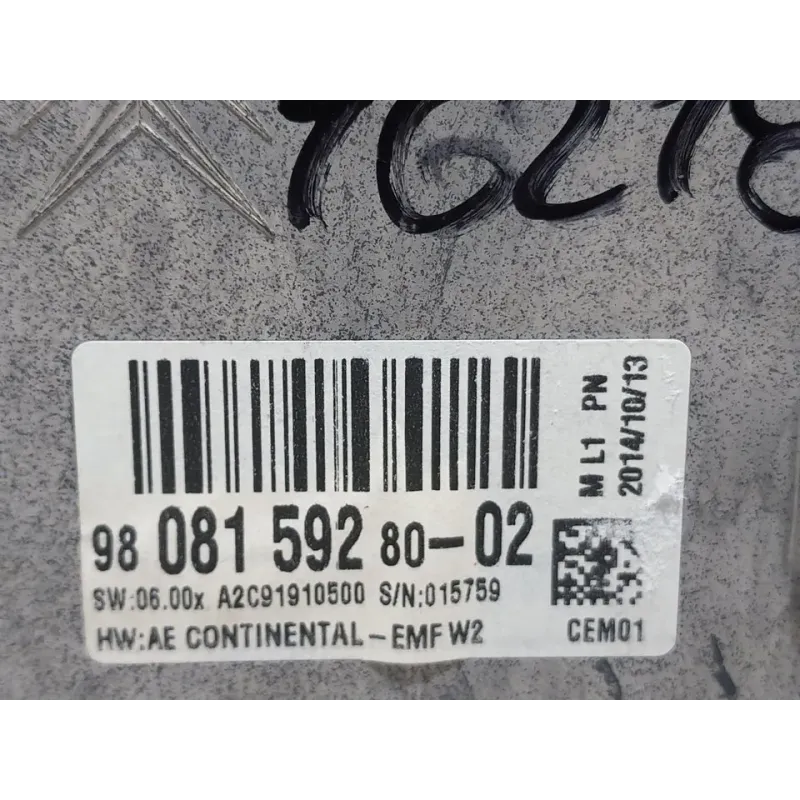 16218
M L1 PN
2014/10/13
98 081 592 80-02
SW:06.00x A2C91910500 S/N:015759
HW:AE CONTINENTAL-EMF W2
CEM01